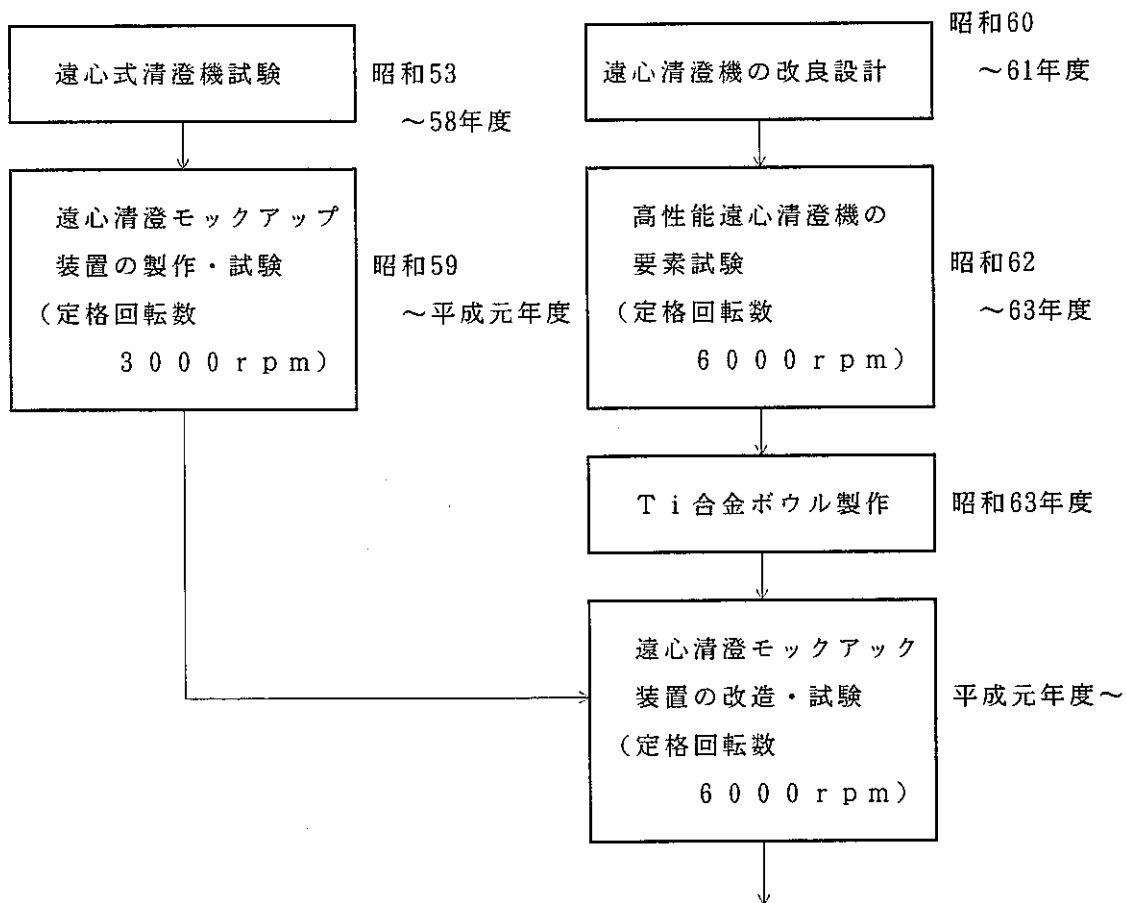 遠心式清澄機試験
昭和53
～58年度
遠心清澄モックアップ
装置の製作・試験
（定格回転数
３０００ｒｐｍ）
昭和59
～平成元年度
遠心清澄機の改良設計
昭和60
～61年度
高性能遠心清澄機の
要素試験
（定格回転数
６０００ｒｐｍ）
昭和62
～63年度
Ｔｉ合金ボウル製作
昭和63年度
遠心清澄モックアック
装置の改造・試験
（定格回転数
６０００ｒｐｍ）
平成元年度～